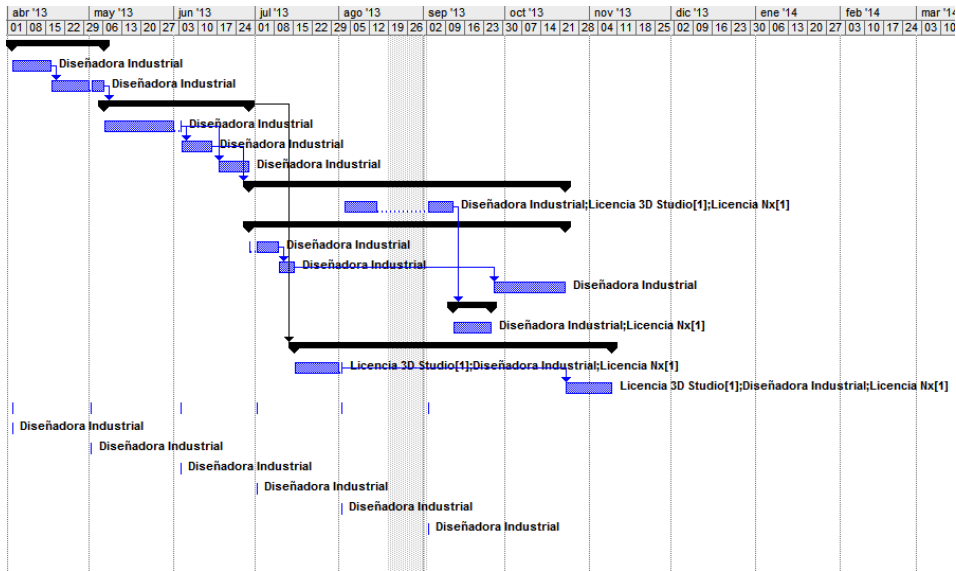 abr '13 may '13 jun '13 jul '13 ago '13 sep '13 oct '13 nov '13 dic '13 ene '14 feb '14 mar '14
01 08 15 22 29 06 13 20 27 03 10 17 24 01 08 15 22 29 05 12 19 26 02 09 16 23 30 07 14 21 28 04 11 18 25 02 09 16 23 30 06 13 20 27 03 10 17 24 03 10
Diseñadora Industrial
Diseñadora Industrial
Diseñadora Industrial
Diseñadora Industrial
Diseñadora Industrial
Diseñadora Industrial;Licencia 3D Studio[1];Licencia Nx[1]
Diseñadora Industrial
Diseñadora Industrial
Diseñadora Industrial
Diseñadora Industrial;Licencia Nx[1]
Licencia 3D Studio[1];Diseñadora Industrial;Licencia Nx[1]
Licencia 3D Studio[1];Diseñadora Industrial;Licencia Nx[1]
Diseñadora Industrial
Diseñadora Industrial
Diseñadora Industrial
Diseñadora Industrial
Diseñadora Industrial
Diseñadora Industrial